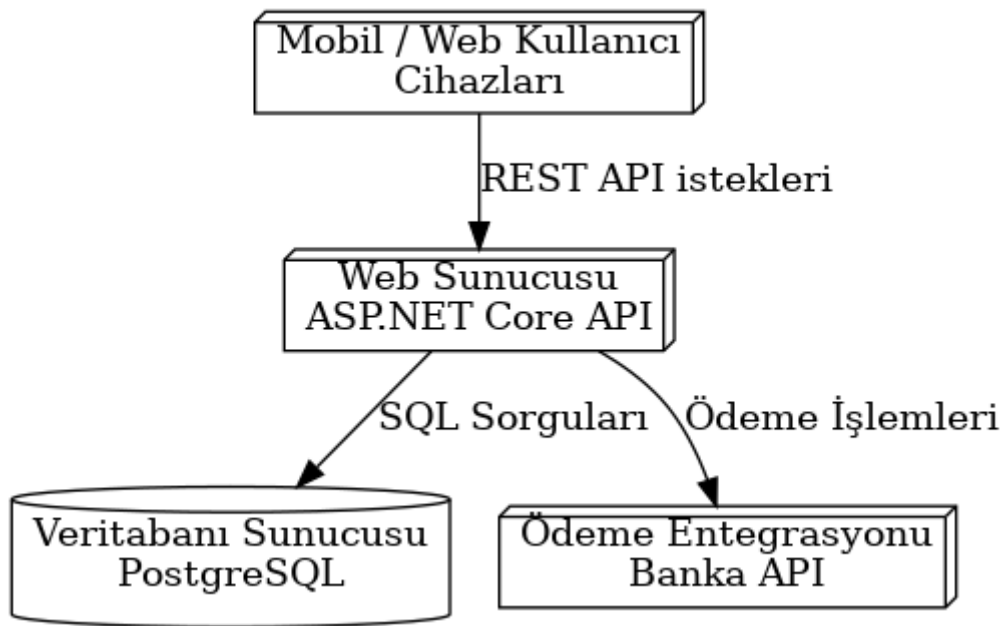 Mobil / Web Kullanıcı
Cihazları
REST API istekleri
Web Sunucusu
ASP.NET Core API
SQL Sorguları
Ödeme İşlemleri
Veritabanı Sunucusu
PostgreSQL
Ödeme Entegrasyonu
Banka API